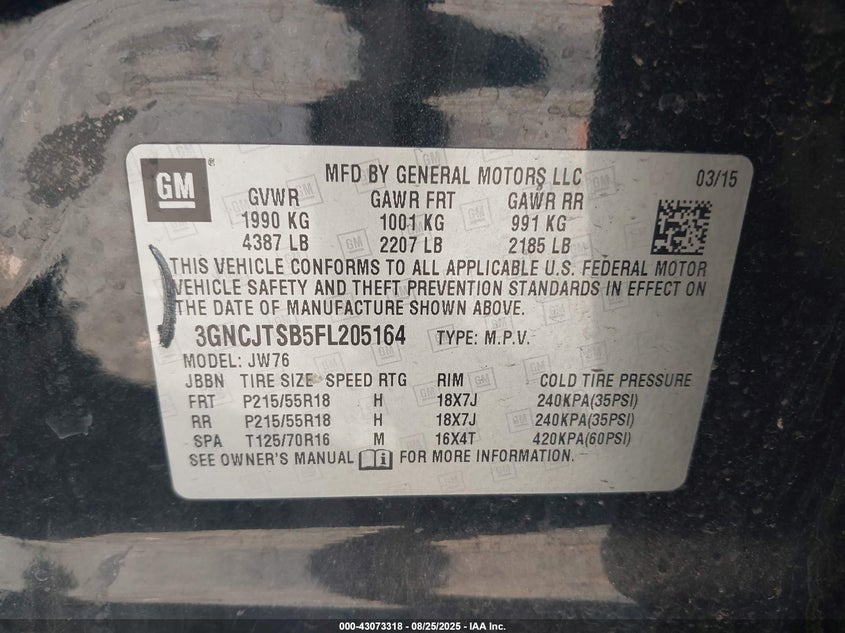 GM ®
MFD BY GENERAL MOTORS LLC 03/15
GVWR GAWR FRT GAWR RR
1990 KG 1001 KG 991 KG
4387 LB 2207 LB 2185 LB
THIS VEHICLE CONFORMS TO ALL APPLICABLE U.S. FEDERAL MOTOR
VEHICLE SAFETY AND THEFT PREVENTION STANDARDS IN EFFECT ON
THE DATE OF MANUFACTURE SHOWN ABOVE.
3GNCJTSB5FL205164 TYPE: M.P.V.
MODEL: JW76
JBBN TIRE SIZE SPEED RTG RIM COLD TIRE PRESSURE
FRT P215/55R18 H 18X7J 240KPA(35PSI)
RR P215/55R18 H 18X7J 240KPA(35PSI)
SPA T125/70R16 M 16X4T 420KPA(60PSI)
SEE OWNER'S MANUAL FOR MORE INFORMATION.
000-43073318 - 08/25/2025 - IAA Inc.